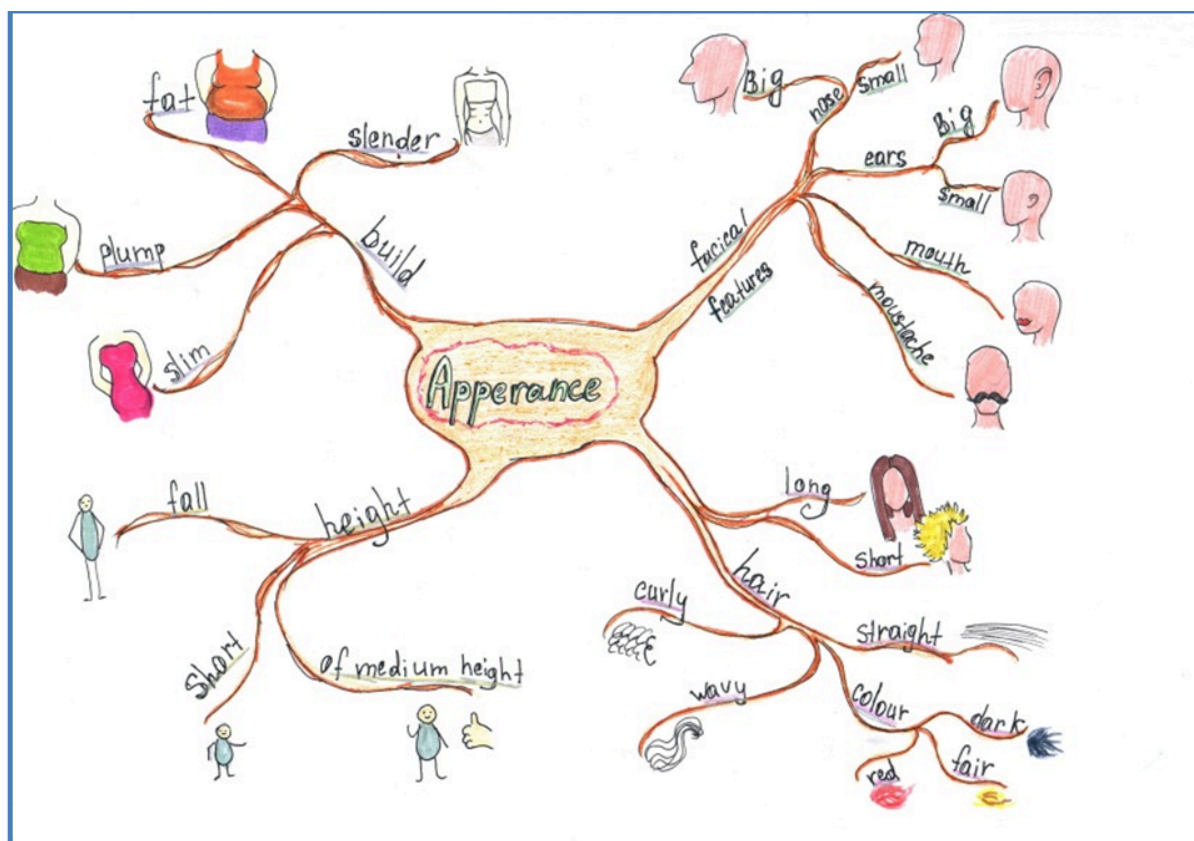 Apperance
build
fat
slender
plump
slim
facical
features
nose
Big
small
ears
Big
small
mouth
moustache
height
fall
short
of medium height
hair
long
short
curly
wavy
straight
colour
dark
fair
red